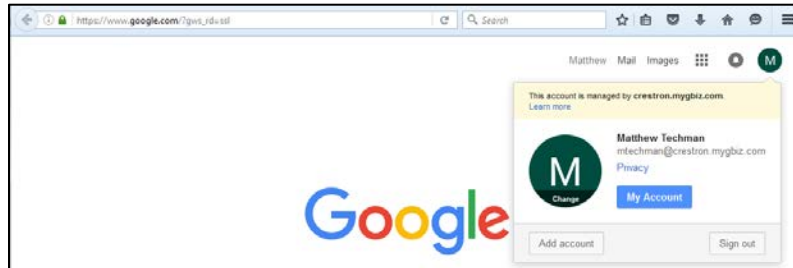 https://www.google.com/?gws_rd=ssl
Search
Matthew Mail Images
M
This account is managed by crestron.mygbiz.com.
Learn more
M
Change
Matthew Techman
mtechman@crestron.mygbiz.com
Privacy
My Account
Google
Add account
Sign out